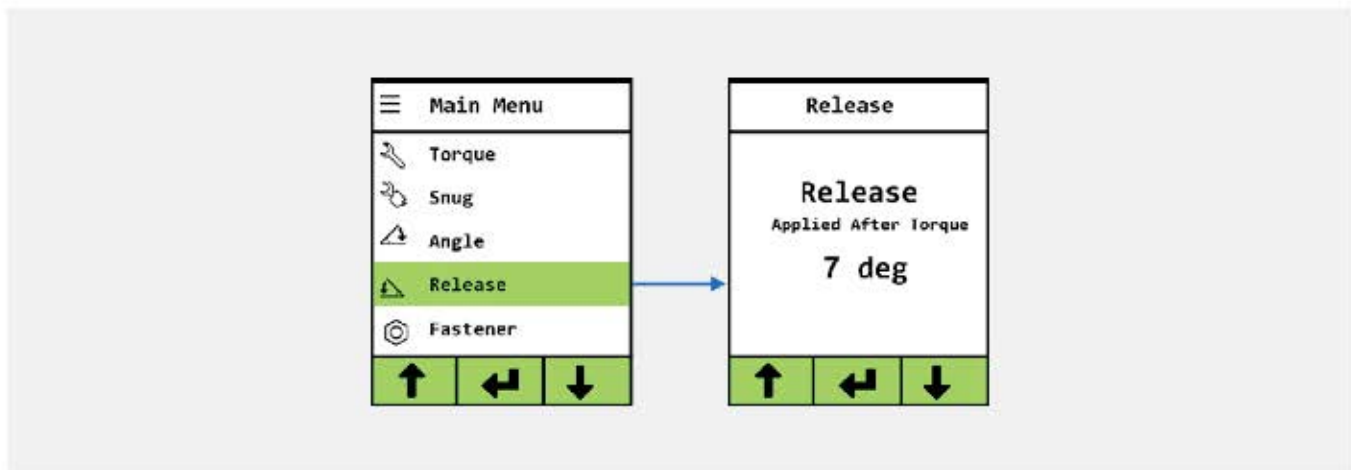 Main Menu
Torque
Snug
Angle
Release
Fastener
Release
Release
Applied After Torque
7 deg